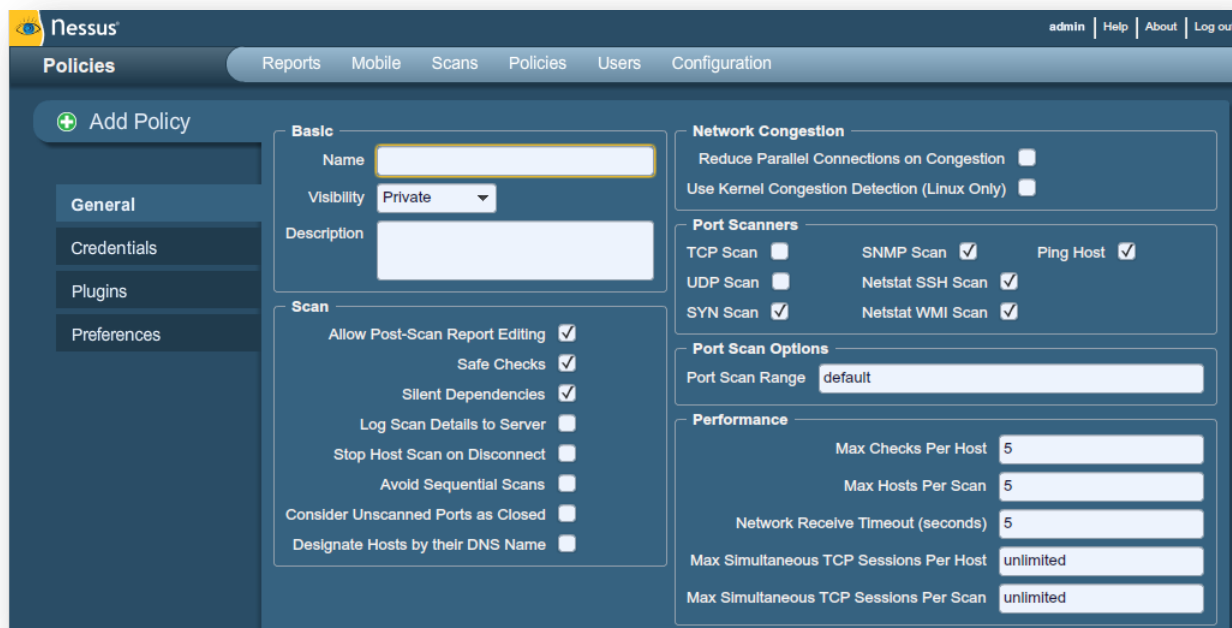 Nessus
admin | Help | About | Log out
Policies
Reports Mobile Scans Policies Users Configuration
Add Policy
General
Credentials
Plugins
Preferences
Basic
Name
Visibility Private
Description
Scan
Allow Post-Scan Report Editing
Safe Checks
Silent Dependencies
Log Scan Details to Server
Stop Host Scan on Disconnect
Avoid Sequential Scans
Consider Unscanned Ports as Closed
Designate Hosts by their DNS Name
Network Congestion
Reduce Parallel Connections on Congestion
Use Kernel Congestion Detection (Linux Only)
Port Scanners
TCP Scan SNMP Scan Ping Host
UDP Scan Netstat SSH Scan
SYN Scan Netstat WMI Scan
Port Scan Options
Port Scan Range default
Performance
Max Checks Per Host 5
Max Hosts Per Scan 5
Network Receive Timeout (seconds) 5
Max Simultaneous TCP Sessions Per Host unlimited
Max Simultaneous TCP Sessions Per Scan unlimited